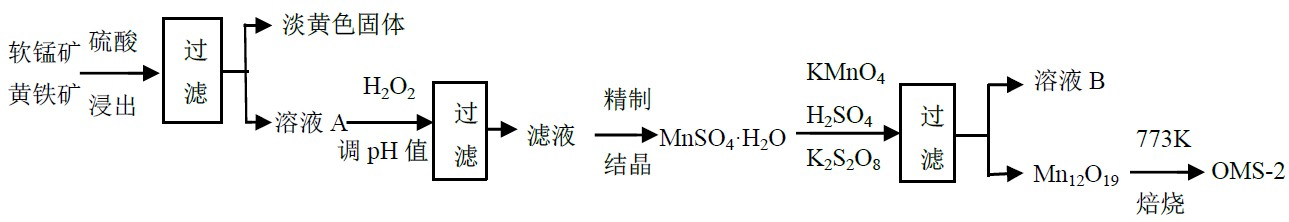 软锰矿 硫酸
黄铁矿 浸出
过滤
淡黄色固体
溶液 A
H₂O₂
调 pH 值
过滤
滤液
精制
结晶
MnSO₄·H₂O
KMnO₄
H₂SO₄
K₂S₂O₈
过滤
溶液 B
Mn₁₂O₁₉
773K
焙烧
OMS-2